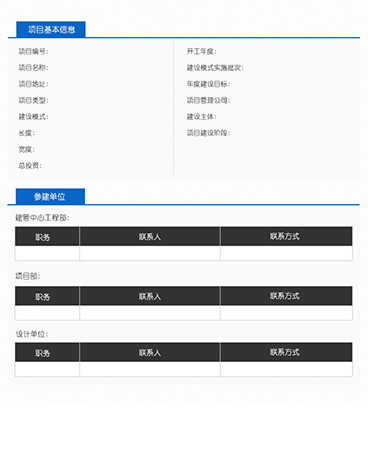 项目基本信息
项目编号:
开工年度:
项目名称:
建设模式实施批次:
项目地址:
年度建设目标:
项目类型:
项目管理公司:
建设模式:
建设主体:
长度:
项目建设阶段:
宽度:
总投资:
参建单位
建管中心工程部:
职务 联系人 联系方式
项目部:
职务 联系人 联系方式
设计单位:
职务 联系人 联系方式